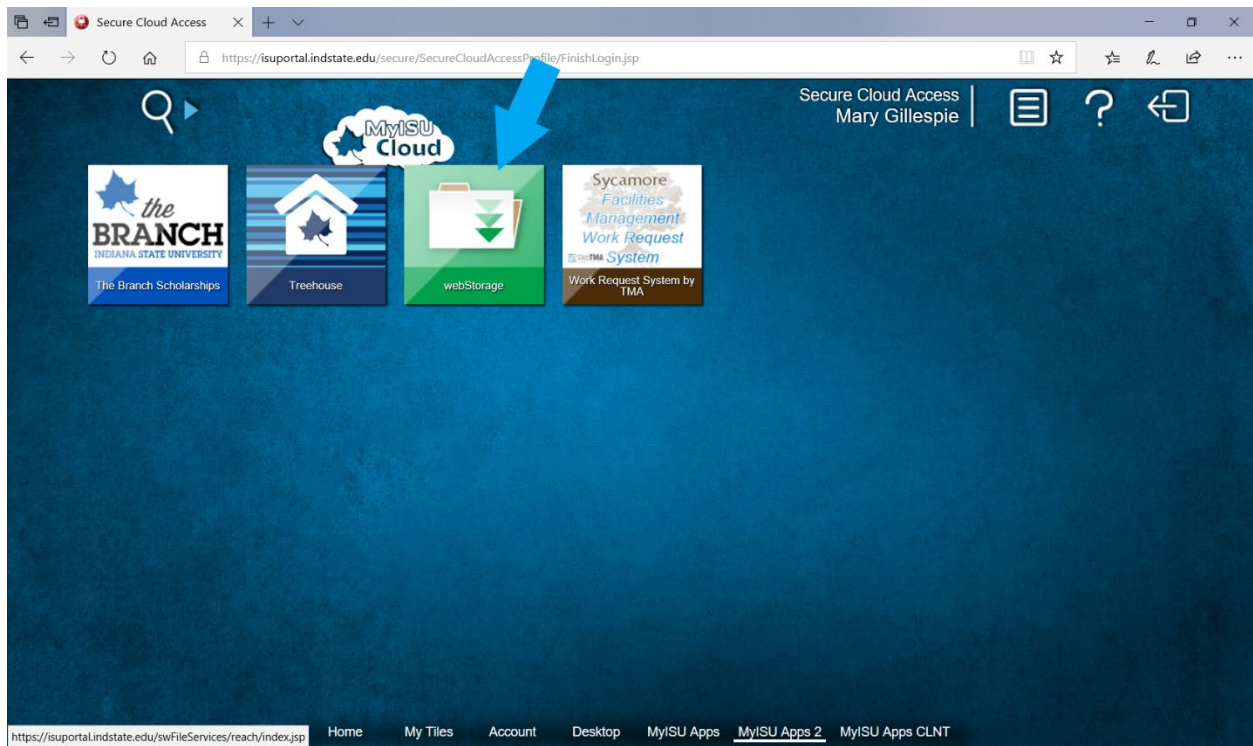 Secure Cloud Access
https://isuportal.indstate.edu/secure/SecureCloudAccessProfile/FinishLogin.jsp
MyISU
Cloud
Secure Cloud Access
Mary Gillespie
?
the
BRANCH
INDIANA STATE UNIVERSITY
The Branch Scholarships
Treehouse
webStorage
Sycamore
Facilities
Management
Work Request
WebTMA System
Work Request System by
TMA
https://isuportal.indstate.edu/swFileServices/reach/index.jsp
Home My Tiles Account Desktop MyISU Apps MyISU Apps 2 MyISU Apps CLNT